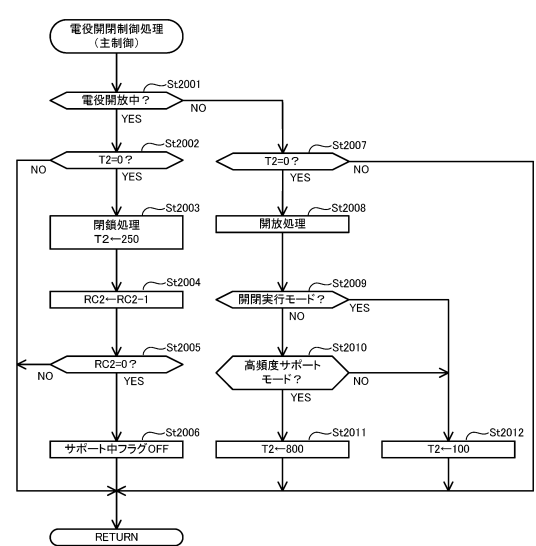 電役開閉制御処理
(主制御)
St2001
電役開放中？
NO
YES
St2002
T2=0？
NO
YES
St2003
閉鎖処理
T2←250
St2004
RC2←RC2-1
St2005
RC2=0？
NO
YES
St2006
サポート中フラグOFF
St2007
T2=0？
NO
YES
St2008
開放処理
St2009
開閉実行モード？
YES
NO
St2010
高頻度サポート
モード？
NO
YES
St2011
T2←800
St2012
T2←100
RETURN